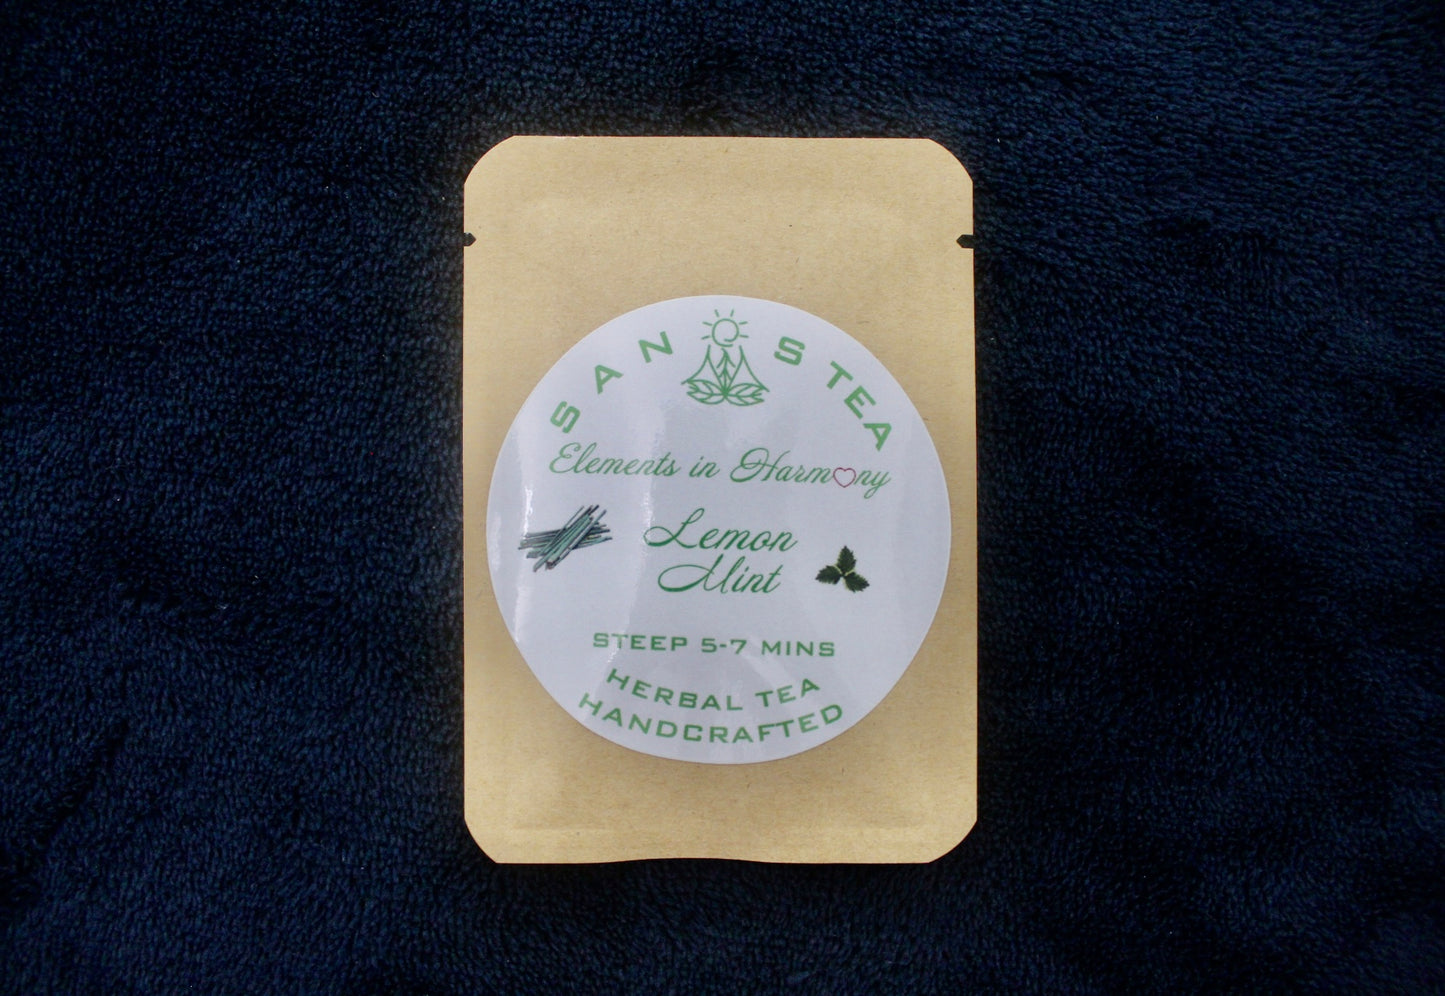 SAN STEA
Elements in Harmony
Lemon
Mint
STEEP 5-7 MINS
HERBAL TEA
HANDCRAFTED